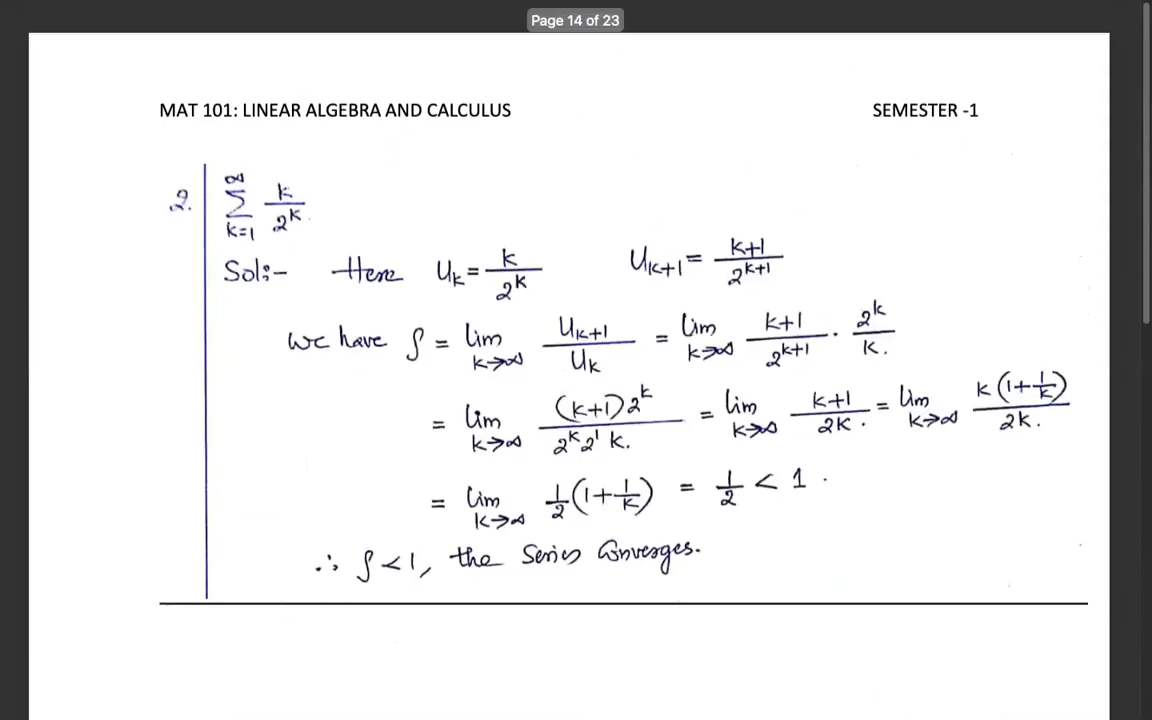 Page 14 of 23
MAT 101: LINEAR ALGEBRA AND CALCULUS SEMESTER -1
2. ∑_{k=1}^{∞} k/2^k.
Sol:- Here U_k = k/2^k U_{k+1} = k+1/2^{k+1}
We have ρ = lim_{k→∞} U_{k+1}/U_k = lim_{k→∞} k+1/2^{k+1} · 2^k/k.
= lim_{k→∞} (k+1)2^k/2^k 2^1 k. = lim_{k→∞} k+1/2k. = lim_{k→∞} k(1+1/k)/2k.
= lim_{k→∞} 1/2(1+1/k) = 1/2 < 1.
∴ ρ<1, the Series Converges.